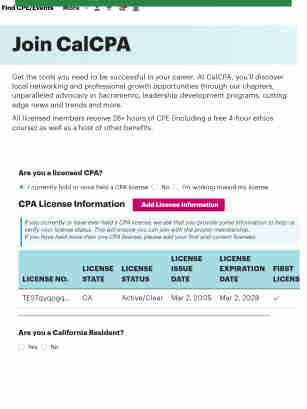 Find CPE/Events More
Join CalCPA
Get the tools you need to be successful in your career. At CalCPA, you'll discover
local networking and professional growth opportunities through our chapters,
unparalleled advocacy in Sacramento, leadership development programs, cutting
edge news and trends and more.
All licensed members receive 28+ hours of CPE (including a free 4-hour ethics
course) as well as a host of other benefits.
Are you a licensed CPA?
I currently hold or once held a CPA license No I'm working toward my license
CPA License Information Add License Information
If you currently or have ever held a CPA license, we ask that you provide some information to help us
verify your license status. This will ensure you can join with the proper membership.
If you have held more than one CPA license, please add your first and current licenses.
LICENSE NO. LICENSE STATE LICENSE STATUS LICENSE ISSUE DATE LICENSE EXPIRATION DATE FIRST LICENS
CA Active/Clear Mar 2, 2005 Mar 2, 2028
Are you a California Resident?
Yes No